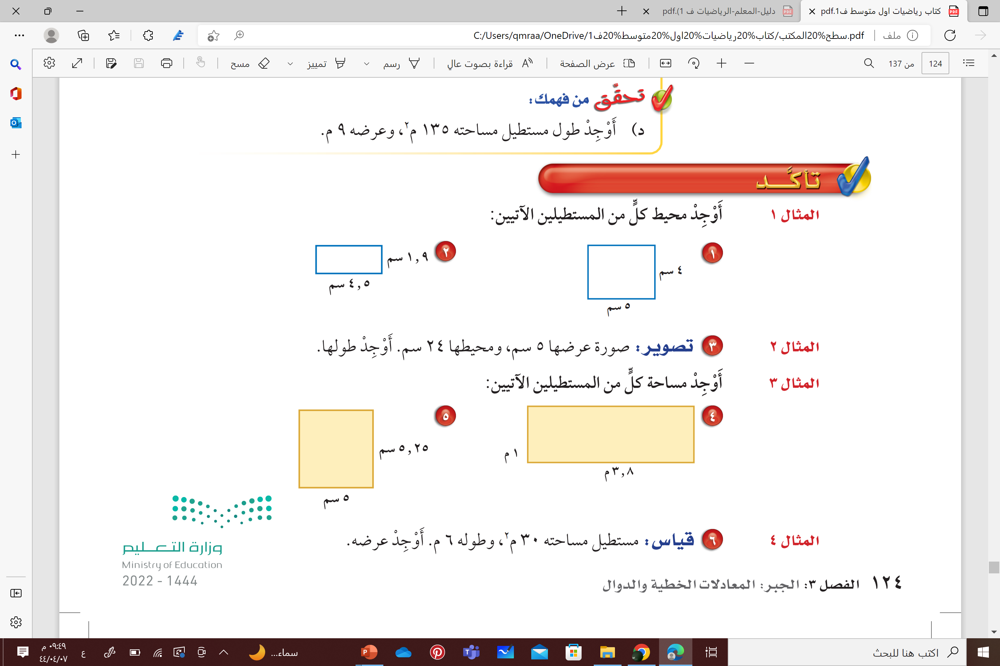 كتاب رياضيات اول متوسط ف1.pdf
دليل-المعلم-الرياضيات ف 1).pdf
ملف
C:/Users/qmraa/OneDrive/سطح%20المكتب/كتاب%20رياضيات%20اول%20متوسط%20ف1.pdf
124 من 137
عرض الصفحة
قراءة بصوت عالٍ
رسم
تمييز
مسح
تحقّق من فهمك:
د) أَوْجِدْ طول مستطيل مساحته ١٣٥ م٢، وعرضه ٩ م.
تأكَّد
المثال ١ أَوْجِدْ محيط كلٍّ من المستطيلين الآتيين:
١
٤ سم
٥ سم
٢
١,٩ سم
٤,٥ سم
المثال ٢ ٣ تصوير: صورة عرضها ٥ سم، ومحيطها ٢٤ سم. أَوْجِدْ طولها.
المثال ٣ أَوْجِدْ مساحة كلٍّ من المستطيلين الآتيين:
٤
١ م
٣,٨ م
٥
٥,٢٥ سم
٥ سم
المثال ٤ ٦ قياس: مستطيل مساحته ٣٠ م٢، وطوله ٦ م. أَوْجِدْ عرضه.
وزارة التعليم
Ministry of Education
2022 - 1444
١٢٤ الفصل ٣: الجبر: المعادلات الخطية والدوال
اكتب هنا للبحث
سماء...
ع
٠٩:٤٩ م
٤٤/٠٤/٠٧